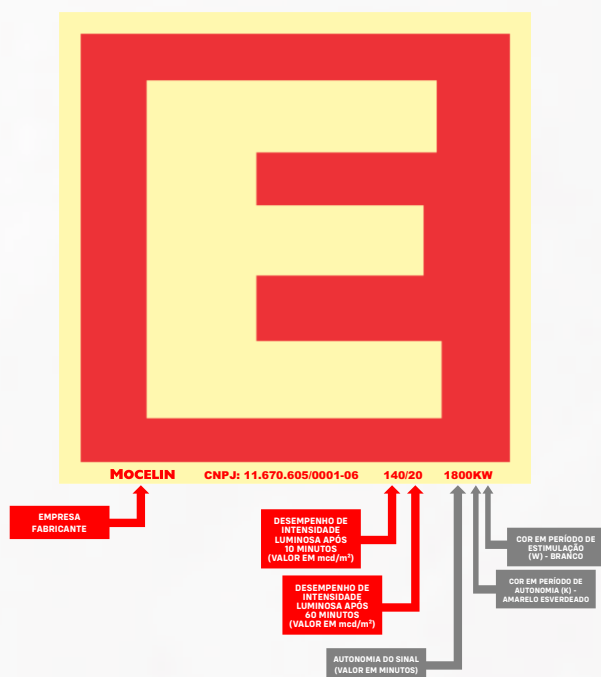 E
MOCELIN CNPJ: 11.670.605/0001-06 140/20 1800KW
EMPRESA
FABRICANTE
DESEMPENHO DE
INTENSIDADE
LUMINOSA APÓS
10 MINUTOS
(VALOR EM mcd/m²)
COR EM PERÍODO DE
ESTIMULAÇÃO
(W) - BRANCO
DESEMPENHO DE
INTENSIDADE
LUMINOSA APÓS
60 MINUTOS
(VALOR EM mcd/m²)
COR EM PERÍODO DE
AUTONOMIA (K) -
AMARELO ESVERDEADO
AUTONOMIA DO SINAL
(VALOR EM MINUTOS)